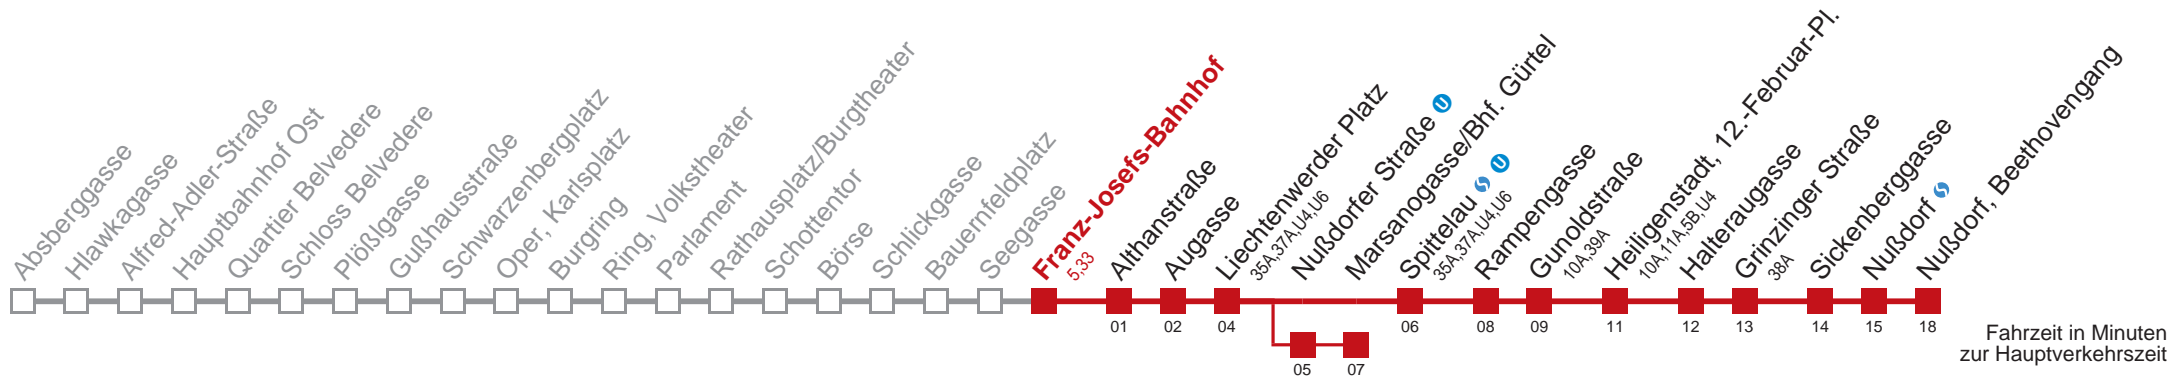 Absberggasse
Hlawkagasse
Alfred-Adler-Straße
Hauptbahnhof Ost
Quartier Belvedere
Schloss Belvedere
Plößlgasse
Gußhausstraße
Schwarzenbergplatz
Oper, Karlsplatz
Burgring
Ring, Volkstheater
Parlament
Rathausplatz/Burgtheater
Schottentor
Börse
Schlickgasse
Bauernfeldplatz
Seegasse
Franz-Josefs-Bahnhof
5,33
Althanstraße
Augasse
Liechtenwerder Platz
35A,37A,U4,U6
Nußdorfer Straße U
Marsanogasse/Bhf. Gürtel
Spittelau S U
35A,37A,U4,U6
Rampengasse
Gunoldstraße
10A,39A
Heiligenstadt, 12.-Februar-Pl.
10A,11A,5B,U4
Halteraugasse
Grinzinger Straße
38A
Sickenberggasse
Nußdorf S
Nußdorf, Beethovengang
01
02
04
06
08
09
11
12
13
14
15
18
05
07
Fahrzeit in Minuten
zur Hauptverkehrszeit